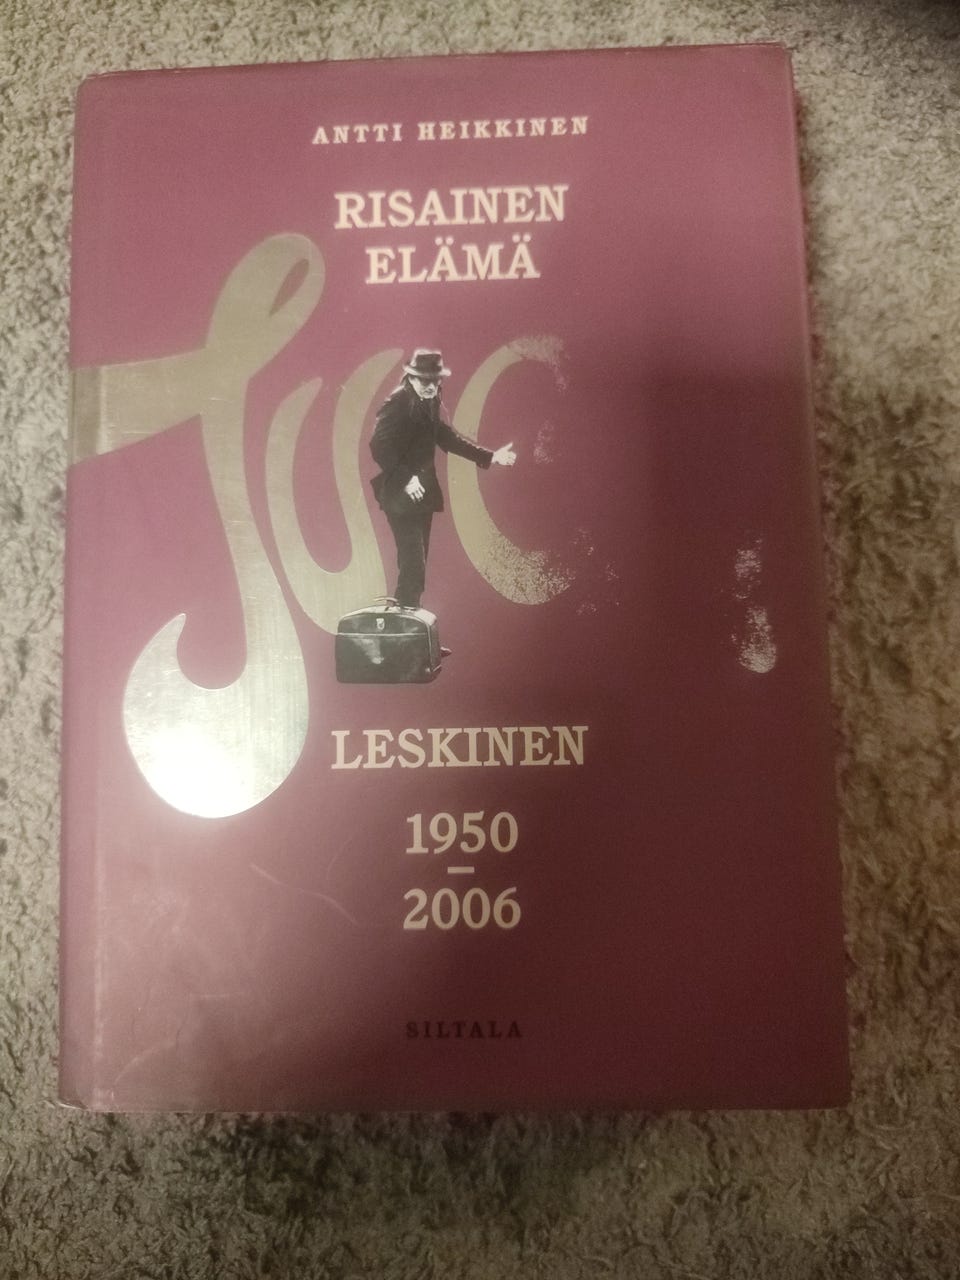 ANTTI HEIKKINEN
RISAINEN
ELÄMÄ
Juice
LESKINEN
1950
–
2006
SILTALA